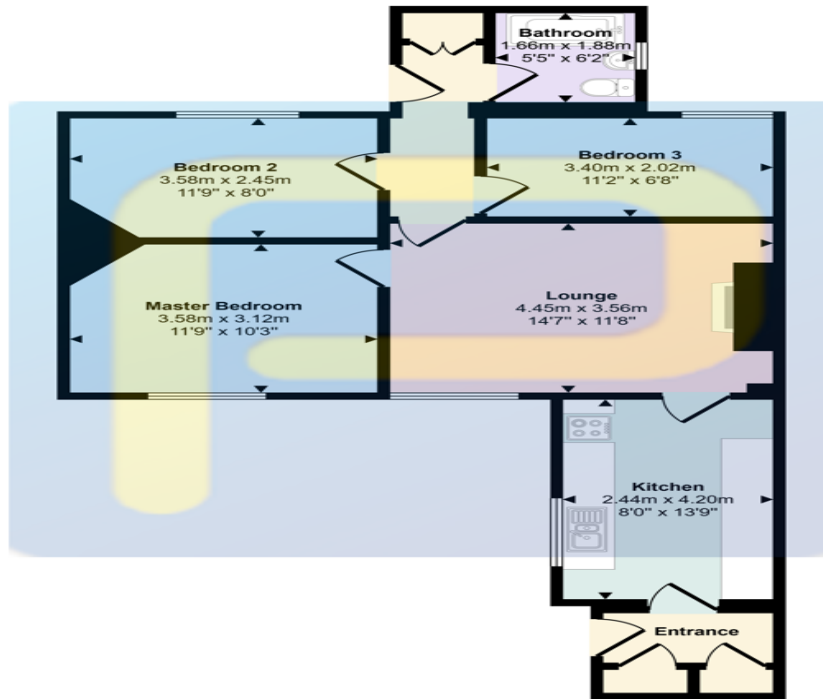 Bathroom
1.66m x 1.88m
5'5" x 6'2"
Bedroom 2
3.58m x 2.45m
11'9" x 8'0"
Bedroom 3
3.40m x 2.02m
11'2" x 6'8"
Master Bedroom
3.58m x 3.12m
11'9" x 10'3"
Lounge
4.45m x 3.56m
14'7" x 11'8"
Kitchen
2.44m x 4.20m
8'0" x 13'9"
Entrance